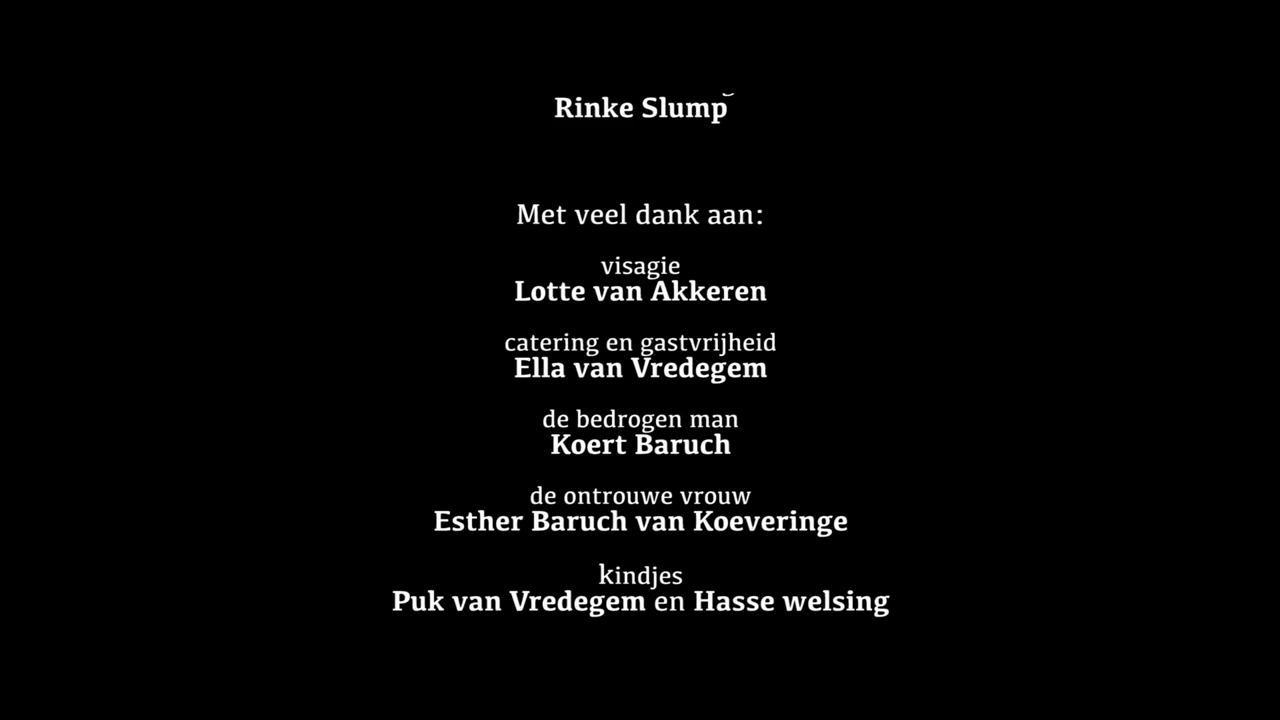 Rinke Slump
Met veel dank aan:
visagie
Lotte van Akkeren
catering en gastvrijheid
Ella van Vredegem
de bedrogen man
Koert Baruch
de ontrouwe vrouw
Esther Baruch van Koeveringe
kindjes
Puk van Vredegem en Hasse welsing